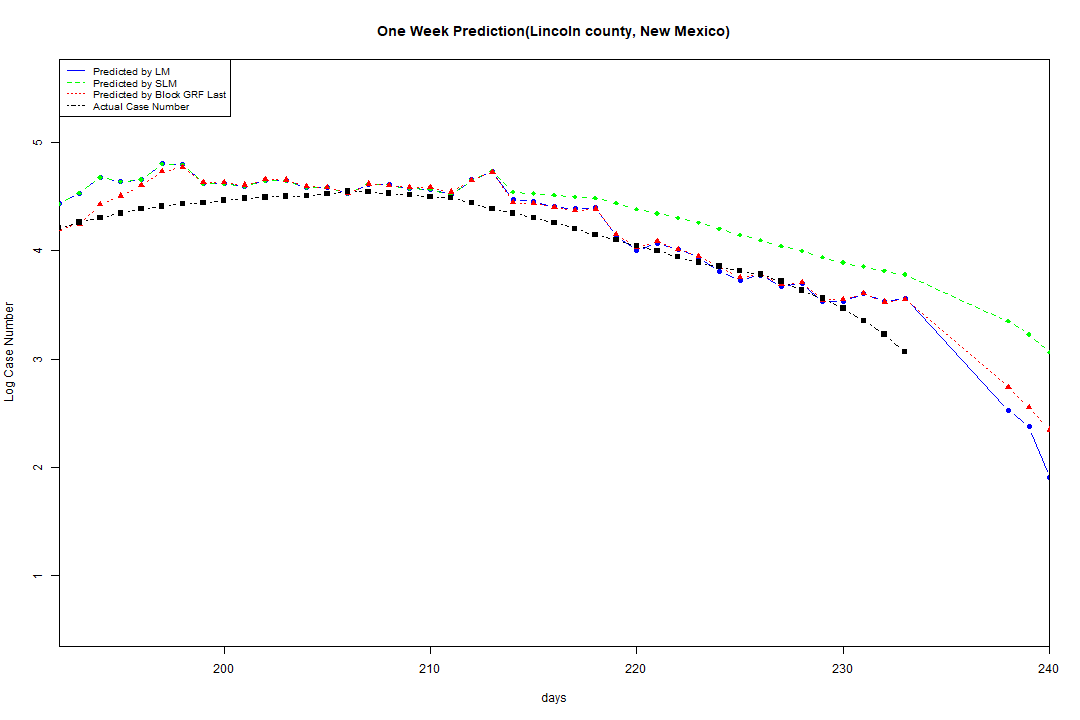 One Week Prediction(Lincoln county, New Mexico)
Predicted by LM
Predicted by SLM
Predicted by Block GRF Last
Actual Case Number
5
4
3
2
1
Log Case Number
200 210 220 230 240
days